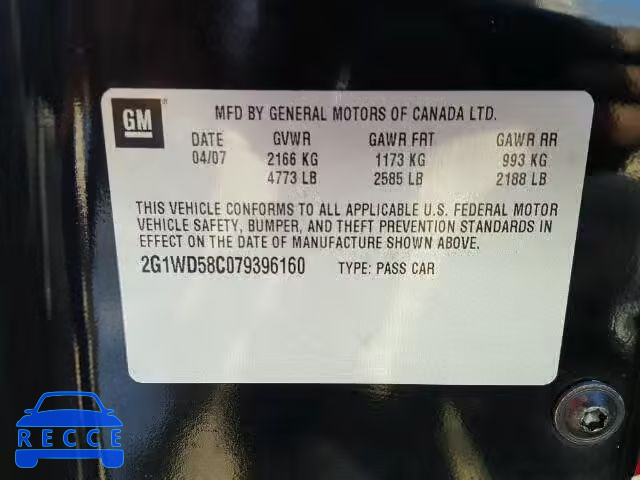 GM
MFD BY GENERAL MOTORS OF CANADA LTD.
DATE GVWR GAWR FRT GAWR RR
04/07 2166 KG 1173 KG 993 KG
4773 LB 2585 LB 2188 LB
THIS VEHICLE CONFORMS TO ALL APPLICABLE U.S. FEDERAL MOTOR
VEHICLE SAFETY, BUMPER, AND THEFT PREVENTION STANDARDS IN
EFFECT ON THE DATE OF MANUFACTURE SHOWN ABOVE.
2G1WD58C079396160 TYPE: PASS CAR
RECCE